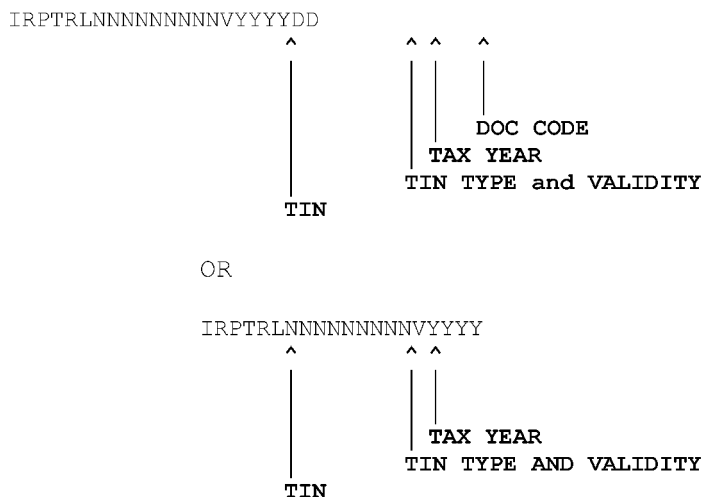 IRPTRLNNNNNNNNNVYYYYDD
^ ^ ^ ^
DOC CODE
TAX YEAR
TIN TYPE and VALIDITY
TIN
OR
IRPTRLNNNNNNNNNVYYYY
^ ^ ^
TAX YEAR
TIN TYPE AND VALIDITY
TIN